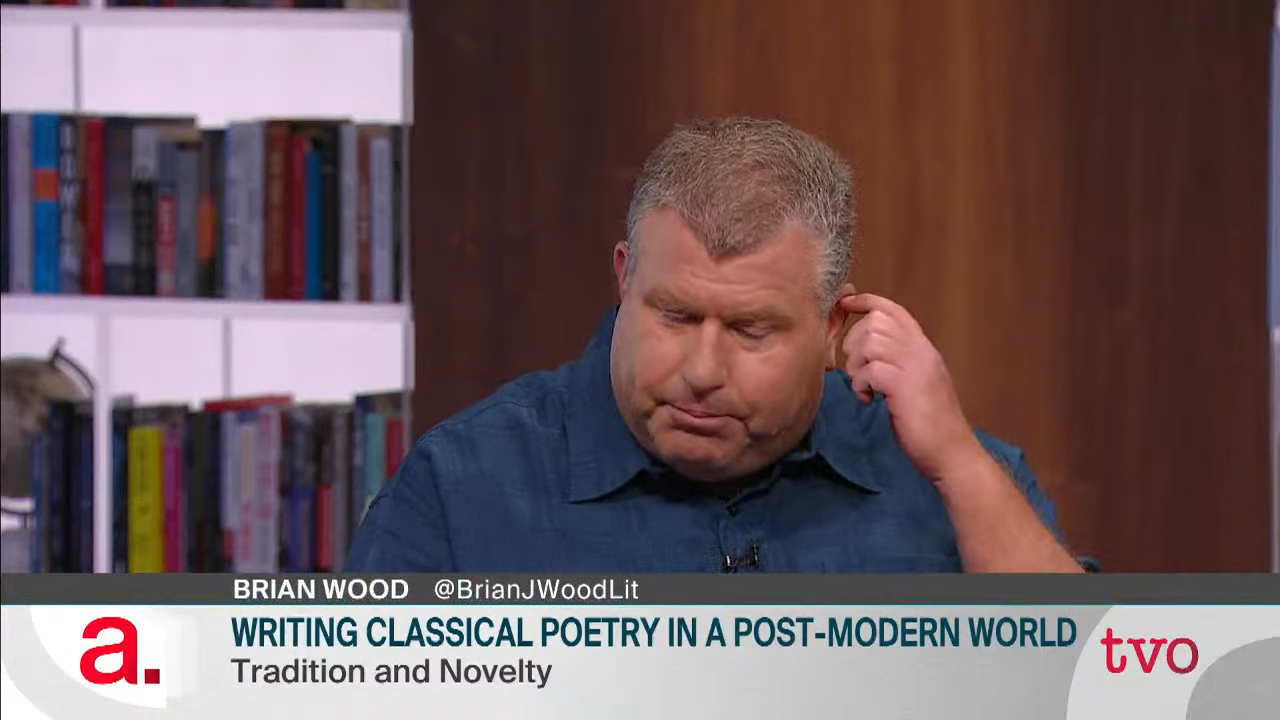 BRIAN WOOD @BrianJWoodLit
WRITING CLASSICAL POETRY IN A POST-MODERN WORLD
Tradition and Novelty
a.
tvo